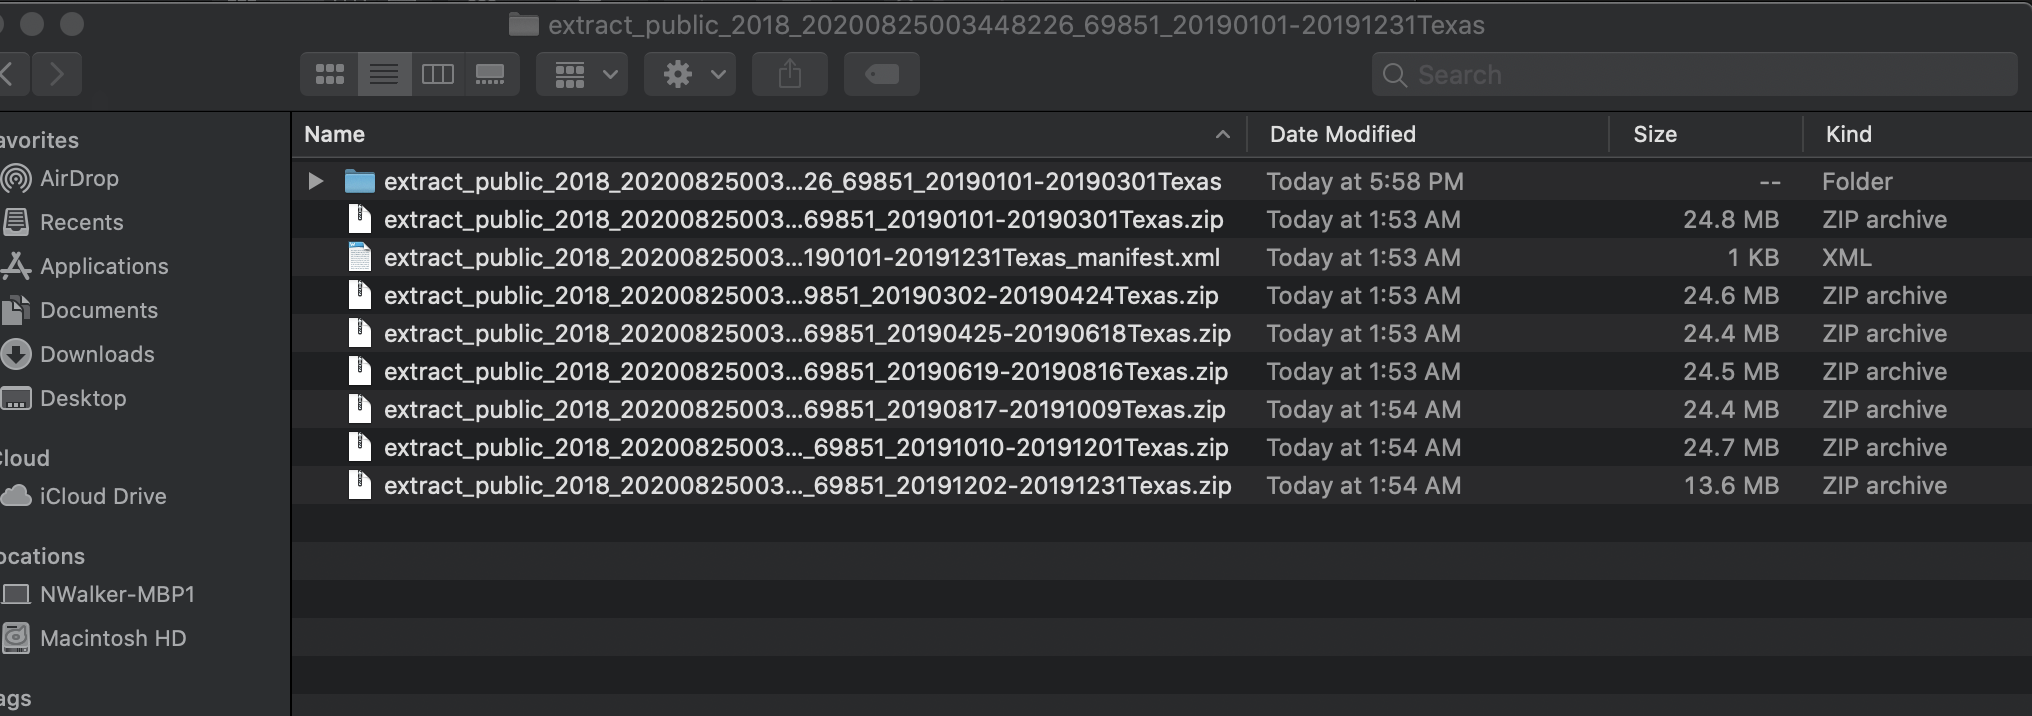 extract_public_2018_20200825003448226_69851_20190101-20191231Texas
Search
avorites
AirDrop
Recents
Applications
Documents
Downloads
Desktop
Cloud
iCloud Drive
ocations
NWalker-MBP1
Macintosh HD
ags
Name Date Modified Size Kind
extract_public_2018_20200825003...26_69851_20190101-20190301Texas Today at 5:58 PM -- Folder
extract_public_2018_20200825003...69851_20190101-20190301Texas.zip Today at 1:53 AM 24.8 MB ZIP archive
extract_public_2018_20200825003...190101-20191231Texas_manifest.xml Today at 1:53 AM 1 KB XML
extract_public_2018_20200825003...9851_20190302-20190424Texas.zip Today at 1:53 AM 24.6 MB ZIP archive
extract_public_2018_20200825003...69851_20190425-20190618Texas.zip Today at 1:53 AM 24.4 MB ZIP archive
extract_public_2018_20200825003...69851_20190619-20190816Texas.zip Today at 1:53 AM 24.5 MB ZIP archive
extract_public_2018_20200825003...69851_20190817-20191009Texas.zip Today at 1:54 AM 24.4 MB ZIP archive
extract_public_2018_20200825003..._69851_20191010-20191201Texas.zip Today at 1:54 AM 24.7 MB ZIP archive
extract_public_2018_20200825003..._69851_20191202-20191231Texas.zip Today at 1:54 AM 13.6 MB ZIP archive